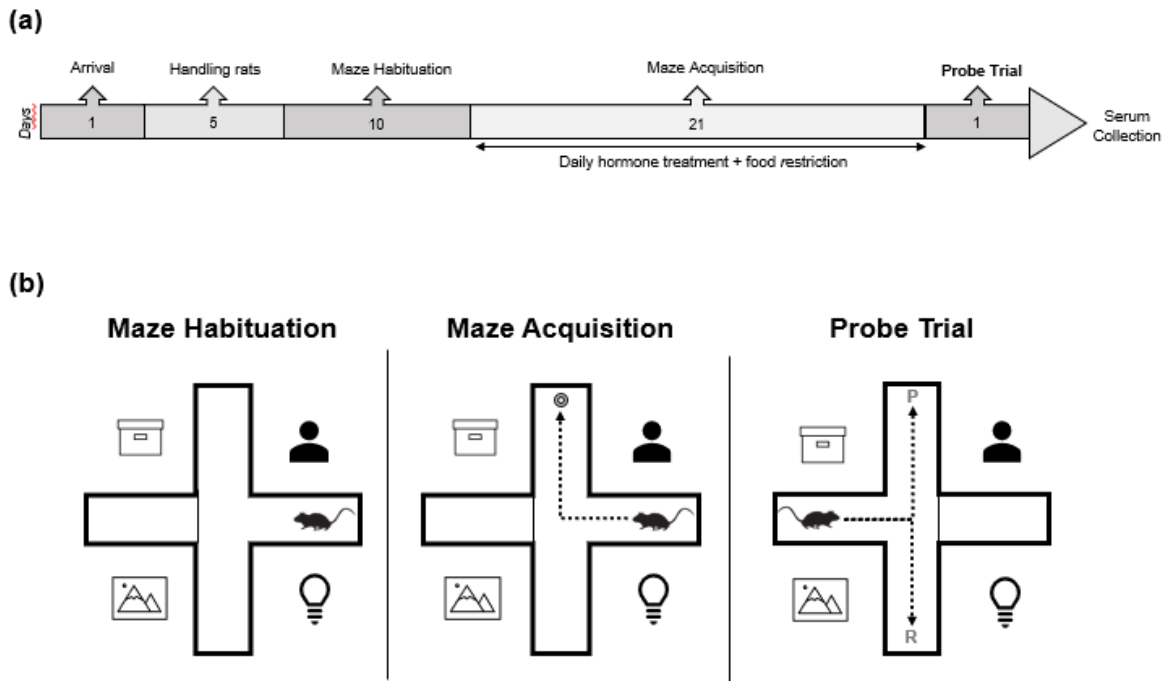 (a)
Arrival
Handling rats
Maze Habituation
Maze Acquisition
Probe Trial
Days
1
5
10
21
1
Serum
Collection
Daily hormone treatment + food restriction
(b)
Maze Habituation
Maze Acquisition
Probe Trial
P
R